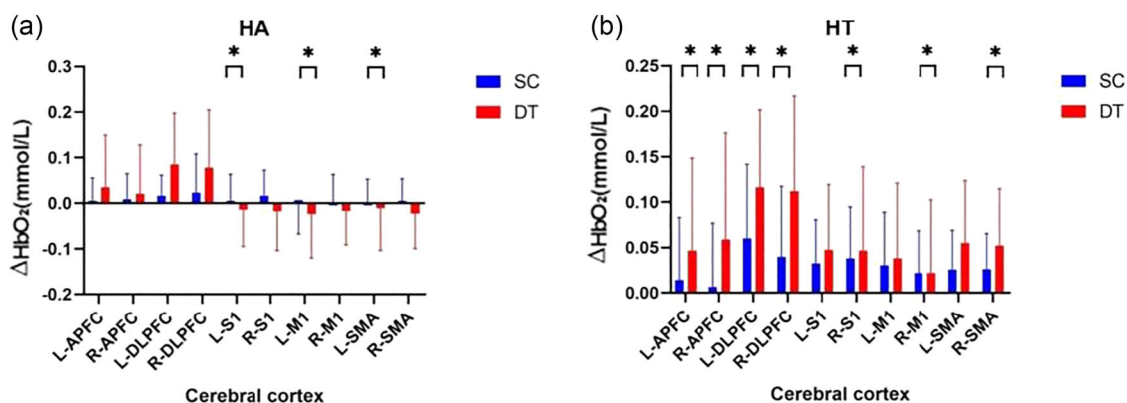 (a)
HA
* * *
0.3
0.2
0.1
0.0
-0.1
-0.2
ΔHbO₂(mmol/L)
SC
DT
L-APFC
R-APFC
L-DLPFC
R-DLPFC
L-S1
R-S1
L-M1
R-M1
L-SMA
R-SMA
Cerebral cortex
(b)
HT
* * * * * * *
0.25
0.20
0.15
0.10
0.05
0.00
ΔHbO₂(mmol/L)
SC
DT
L-APFC
R-APFC
L-DLPFC
R-DLPFC
L-S1
R-S1
L-M1
R-M1
L-SMA
R-SMA
Cerebral cortex